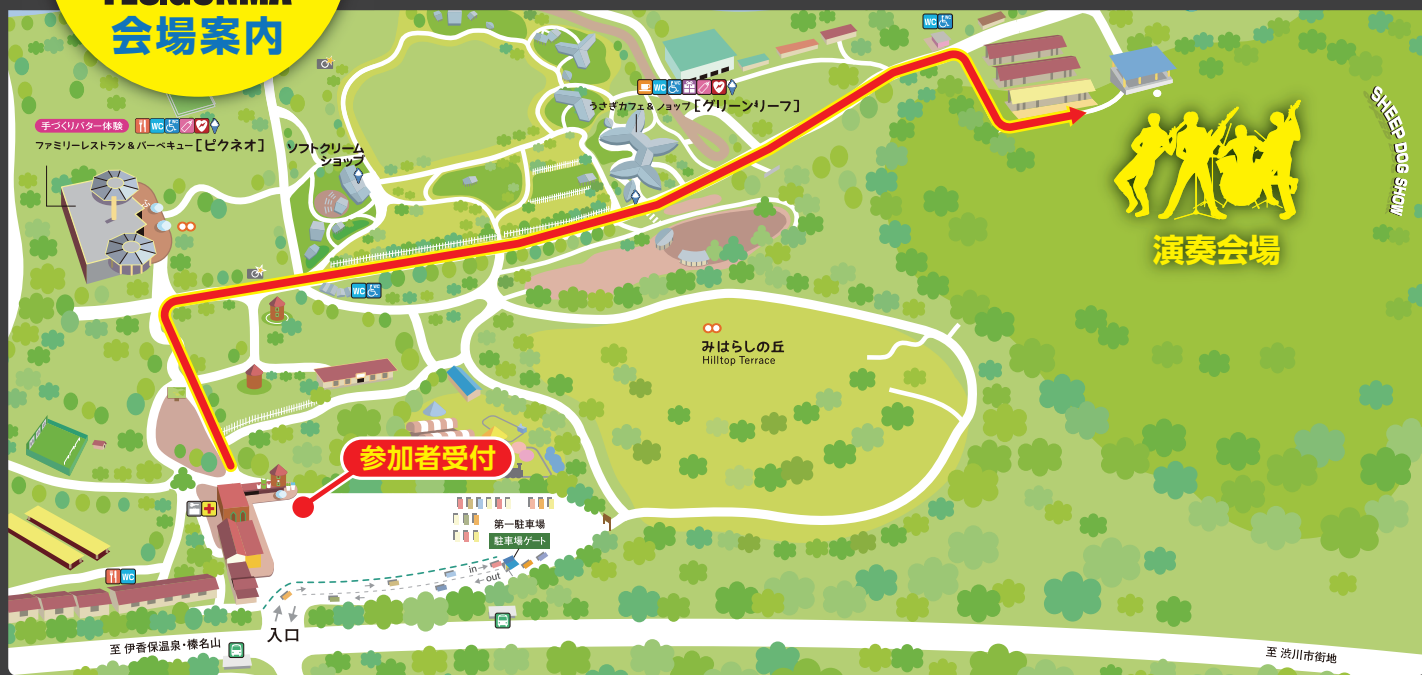 会場案内
手づくりバター体験
WC
ファミリーレストラン&バーベキュー[ピクネオ]
ソフトクリーム
ショップ
WC
うさぎカフェ&ショップ[グリーンリーフ]
WC
SHEEP DOG SHOW
演奏会場
WC
みはらしの丘
Hilltop Terrace
参加者受付
第一駐車場
駐車場ゲート
in
out
WC
入口
至 伊香保温泉・榛名山
至 渋川市街地